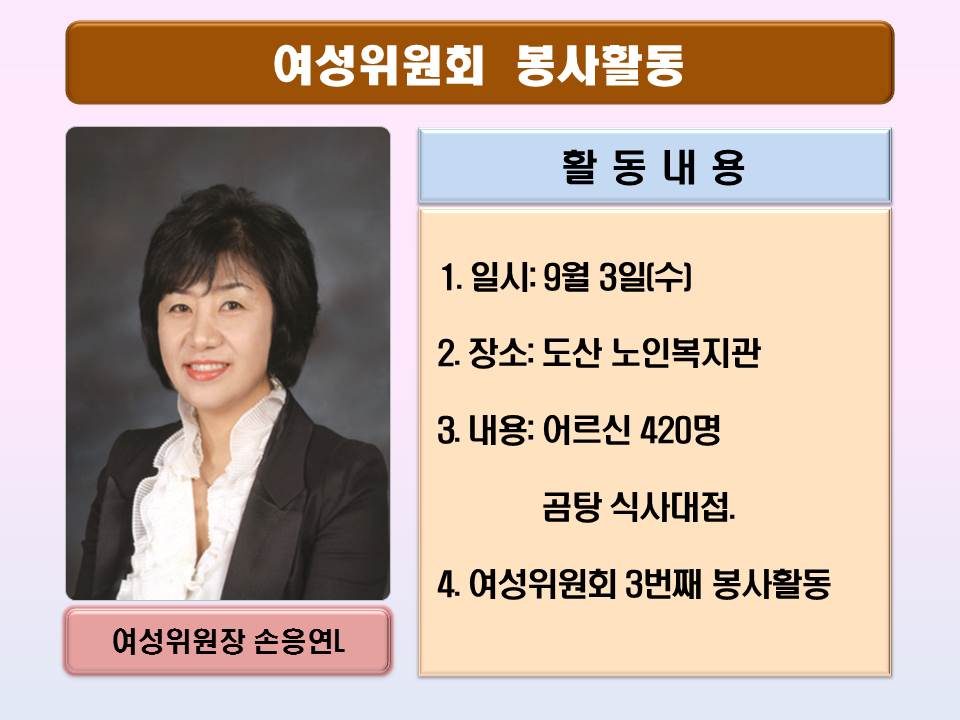 여성위원회 봉사활동
활 동 내 용
1. 일시: 9월 3일(수)
2. 장소: 도산 노인복지관
3. 내용: 어르신 420명
곰탕 식사대접.
4. 여성위원회 3번째 봉사활동
여성위원장 손응연L